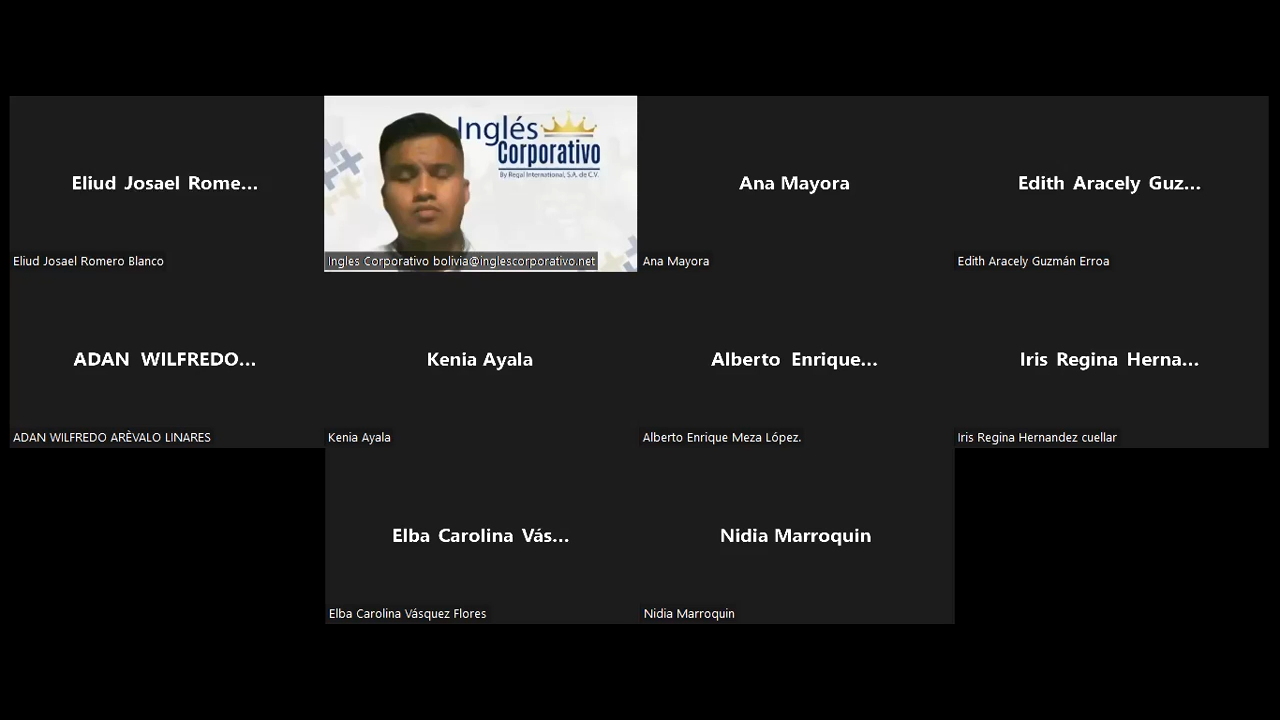 Eliud Josael Rome...
Eliud Josael Romero Blanco
Inglés
Corporativo
By Regal International, S.A. de C.V.
Ingles Corporativo bolivia@inglescorporativo.net
Ana Mayora
Ana Mayora
Edith Aracely Guz...
Edith Aracely Guzmán Erroa
ADAN WILFREDO...
ADAN WILFREDO ARÈVALO LINARES
Kenia Ayala
Kenia Ayala
Alberto Enrique...
Alberto Enrique Meza López.
Iris Regina Herna...
Iris Regina Hernandez cuellar
Elba Carolina Vás...
Elba Carolina Vásquez Flores
Nidia Marroquin
Nidia Marroquin